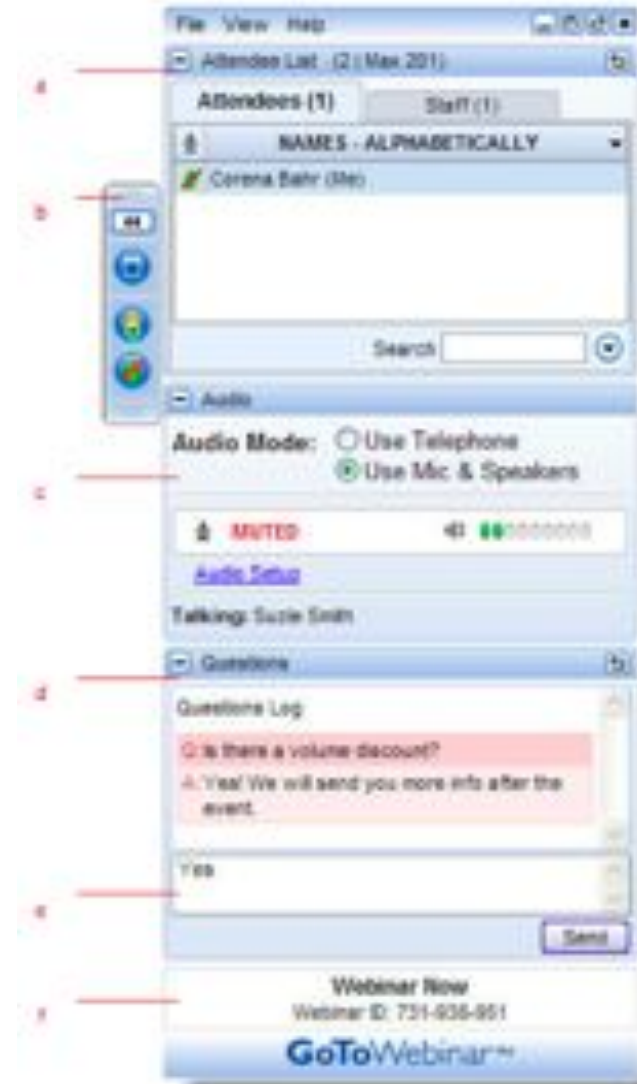 File View Help
a
Attendee List (2 | Max 201)
Attendees (1) Staff (1)
NAMES - ALPHABETICALLY
b
Corena Bahr (Me)
Search
Audio
Audio Mode: Use Telephone
Use Mic & Speakers
c
MUTED
Audio Setup
Talking: Suzie Smith
Questions
d
Questions Log
Q: Is there a volume discount?
A: Yes! We will send you more info after the
event.
Yes
e
Send
Webinar Now
f
Webinar ID: 731-938-951
GoToWebinar